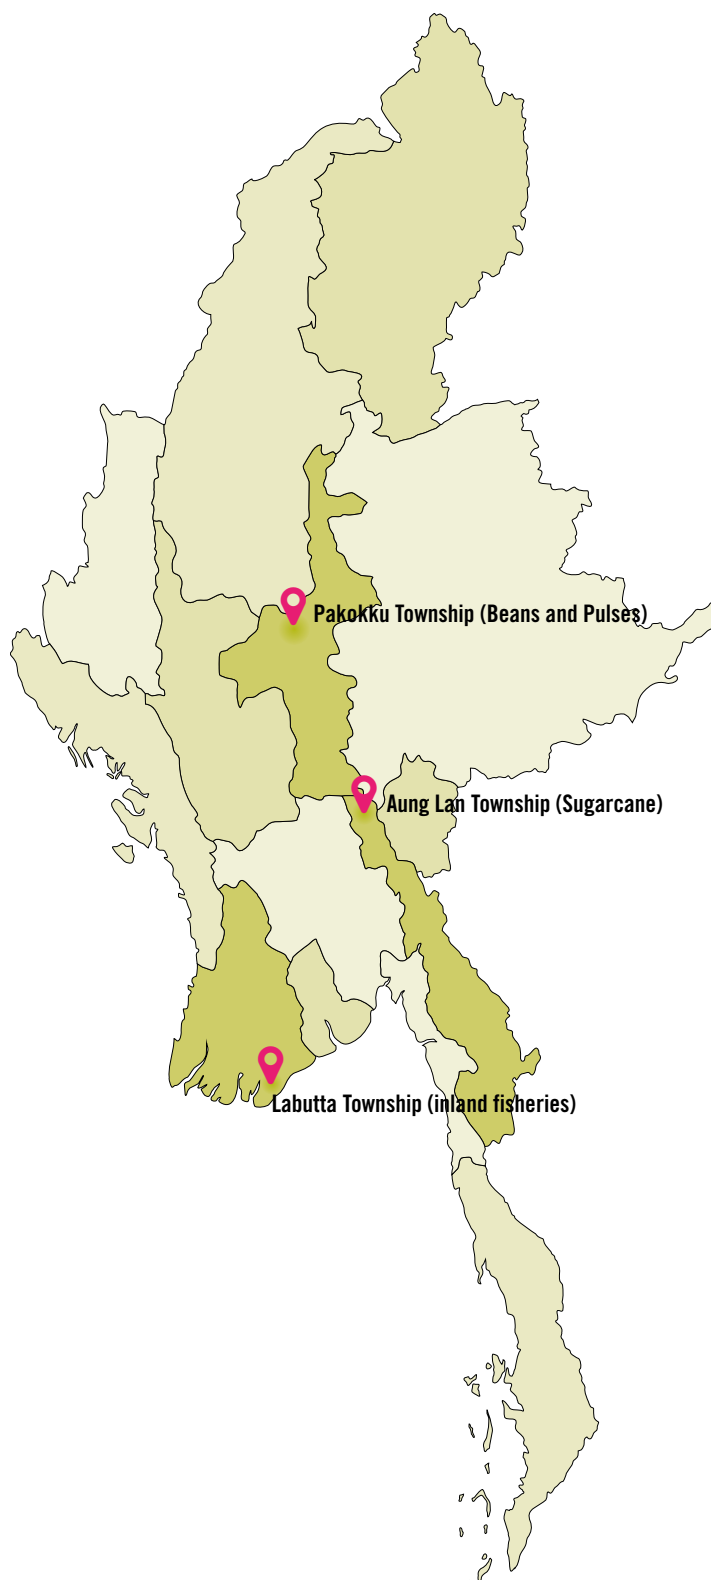 Pakokku Township (Beans and Pulses)
Aung Lan Township (Sugarcane)
Labutta Township (inland fisheries)